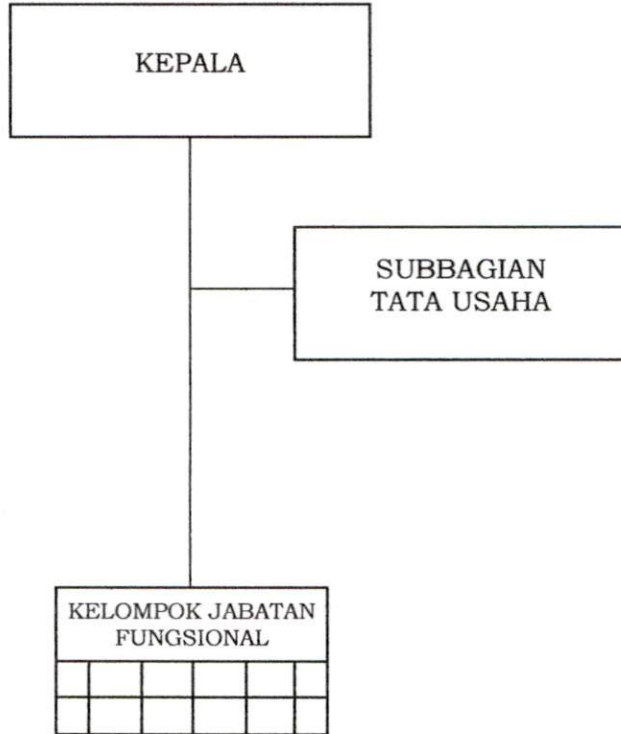 KEPALA
SUBBAGIAN
TATA USAHA
KELOMPOK JABATAN
FUNGSIONAL